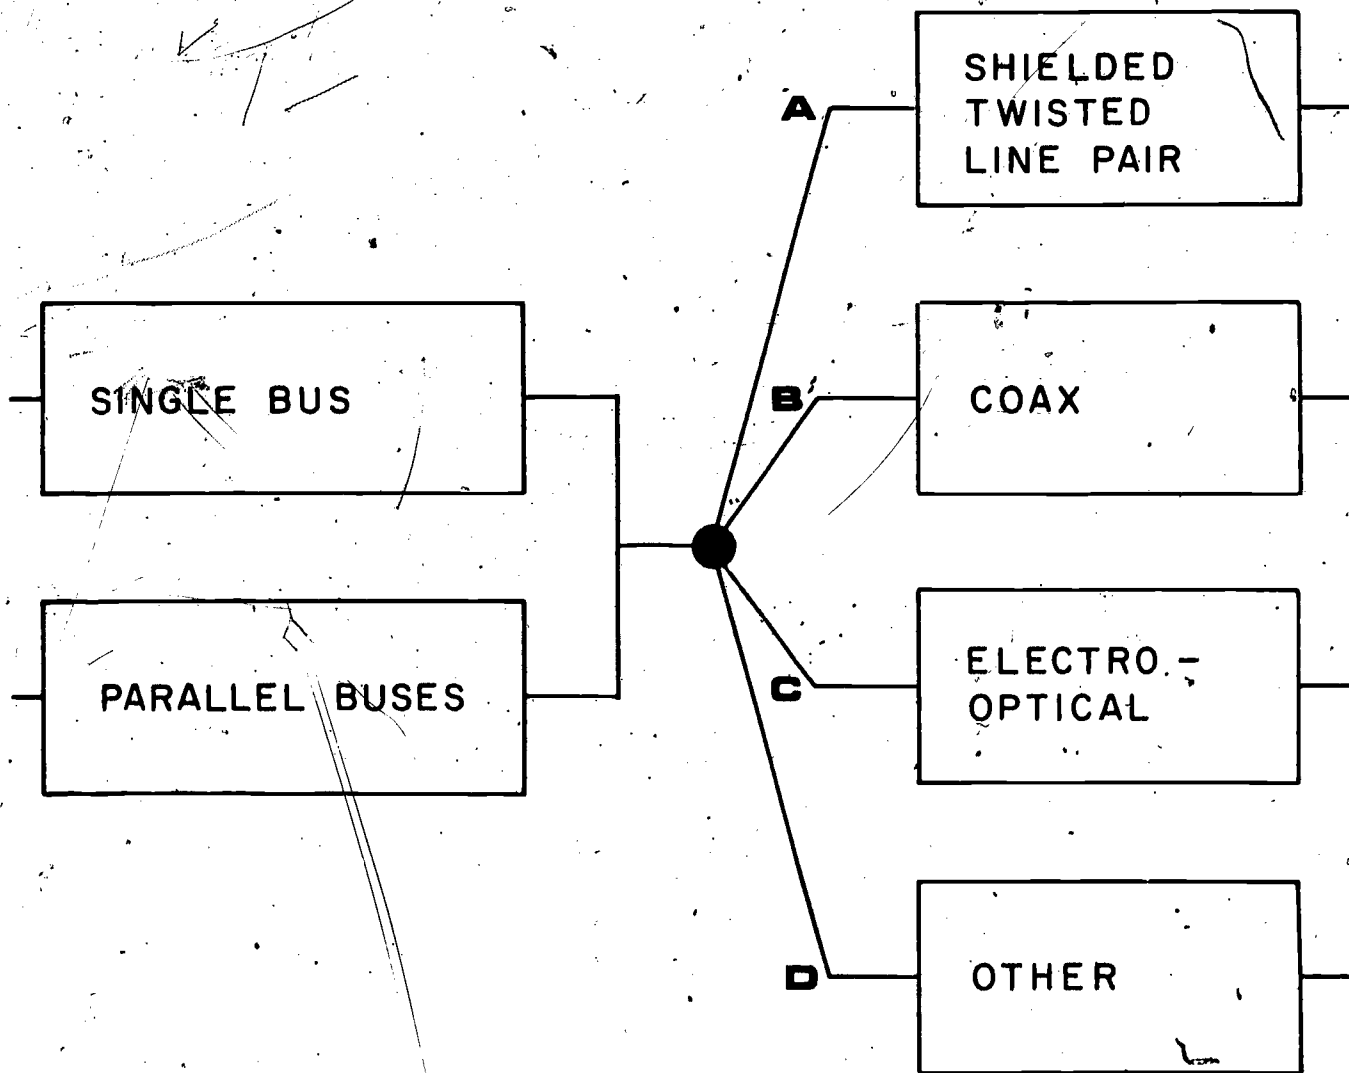 SINGLE BUS
PARALLEL BUSES
A
SHIELDED
TWISTED
LINE PAIR
B
COAX
C
ELECTRO-
OPTICAL
D
OTHER